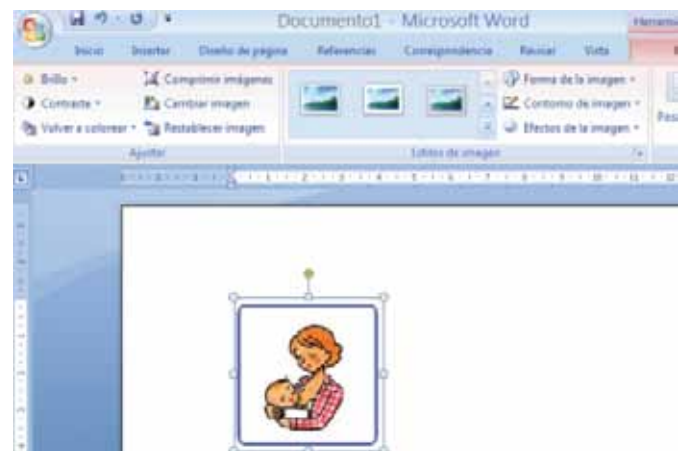 Documento1 - Microsoft Word
Inicio Insertar Diseño de página Referencias Correspondencia Revisar Vista
Brillo Comprimir imágenes Forma de la imagen
Contraste Cambiar imagen Contorno de imagen
Volver a colorear Restablecer imagen Efectos de la imagen
Ajustar Estilos de imagen